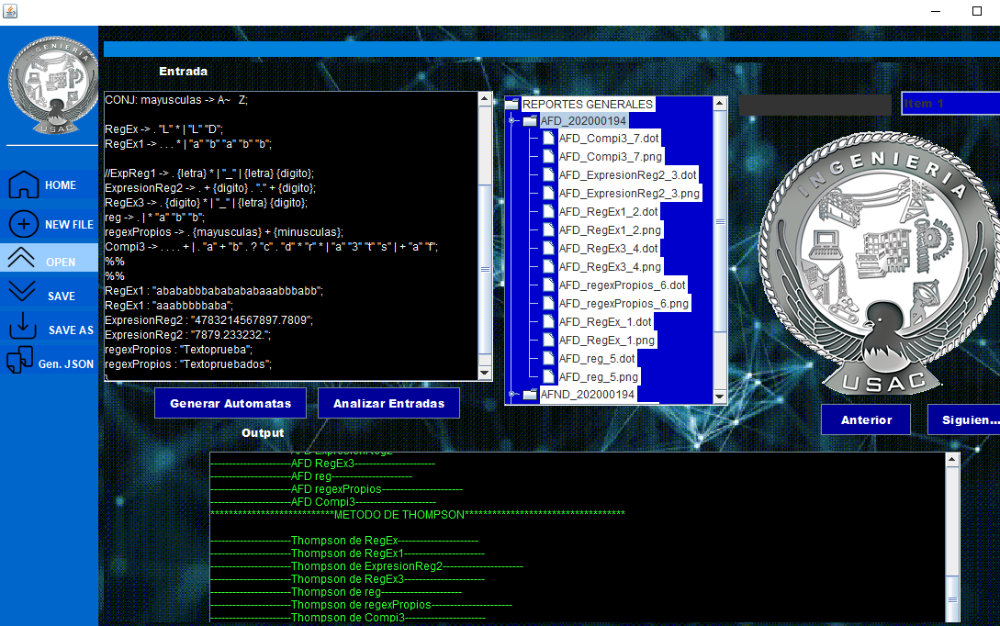 INGENIERIA
USAC
HOME
NEW FILE
OPEN
SAVE
SAVE AS
Gen. JSON
Entrada
CONJ: mayusculas -> A~ Z;
RegEx -> . "L" * | "L" "D";
RegEx1 -> . . . * | "a" "b" "a" "b" "b";
//ExpReg1 -> . {letra} * | "_" | {letra} {digito};
ExpresionReg2 -> . + {digito} . "." + {digito};
RegEx3 -> . {digito} * | "_" | {letra} {digito};
reg -> . | * "a" "b" "b";
regexPropios -> . {mayusculas} + {minusculas};
Compi3 -> . . . . + | . "a" + "b" . ? "c" . "d" * "r" * | "a" "3" "t" "s" | + "a" "f";
%%
%%
RegEx1 : "abababbbabababaaabbbabb";
RegEx1 : "aaabbbbbaba";
ExpresionReg2 : "4783214567897.7809";
ExpresionReg2 : "7879.233232.";
regexPropios : "Textoprueba";
regexPropios : "Textopruebados";
}
Generar Automatas
Analizar Entradas
REPORTES GENERALES
AFD_202000194
AFD_Compi3_7.dot
AFD_Compi3_7.png
AFD_ExpresionReg2_3.dot
AFD_ExpresionReg2_3.png
AFD_RegEx1_2.dot
AFD_RegEx1_2.png
AFD_RegEx3_4.dot
AFD_RegEx3_4.png
AFD_regexPropios_6.dot
AFD_regexPropios_6.png
AFD_RegEx_1.dot
AFD_RegEx_1.png
AFD_reg_5.dot
AFD_reg_5.png
AFND_202000194
Item 1
INGENIERIA
USAC
Anterior
Siguien...
Output
----------------------AFD ExpresionReg2
----------------------AFD RegEx3----------------------
----------------------AFD reg----------------------
----------------------AFD regexPropios----------------------
----------------------AFD Compi3----------------------
***************************METODO DE THOMPSON***********************************
----------------------Thompson de RegEx----------------------
----------------------Thompson de RegEx1----------------------
----------------------Thompson de ExpresionReg2----------------------
----------------------Thompson de RegEx3----------------------
----------------------Thompson de reg----------------------
----------------------Thompson de regexPropios----------------------
----------------------Thompson de Compi3----------------------